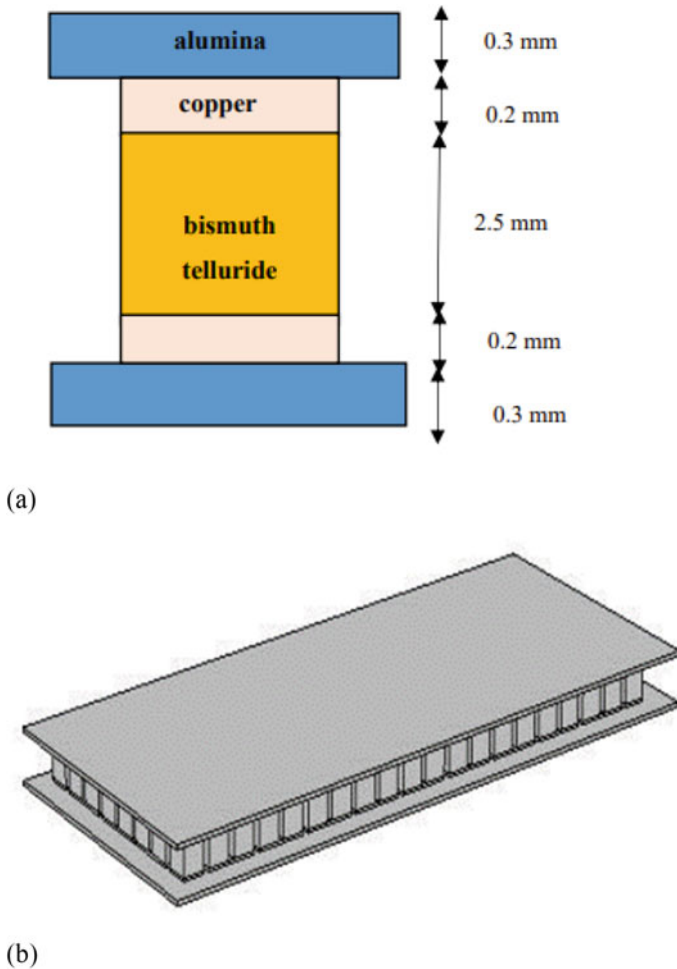 alumina
0.3 mm
copper
0.2 mm
bismuth
telluride
2.5 mm
0.2 mm
0.3 mm
(a)
(b)